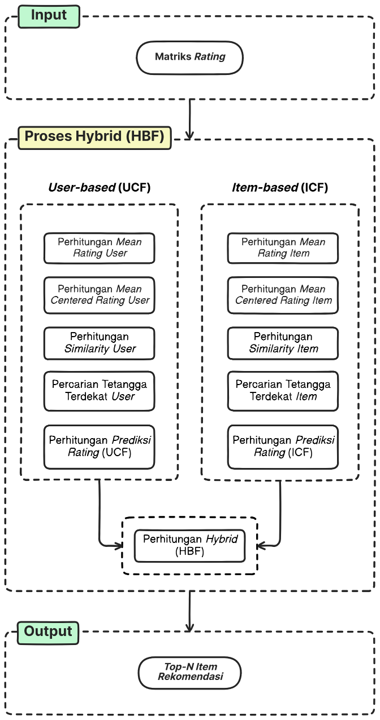 Input
Matriks Rating
Proses Hybrid (HBF)
User-based (UCF)
Perhitungan Mean
Rating User
Perhitungan Mean
Centered Rating User
Perhitungan
Similarity User
Percarian Tetangga
Terdekat User
Perhitungan Prediksi
Rating (UCF)
Item-based (ICF)
Perhitungan Mean
Rating Item
Perhitungan Mean
Centered Rating Item
Perhitungan
Similarity Item
Percarian Tetangga
Terdekat Item
Perhitungan Prediksi
Rating (ICF)
Perhitungan Hybrid
(HBF)
Output
Top-N Item
Rekomendasi